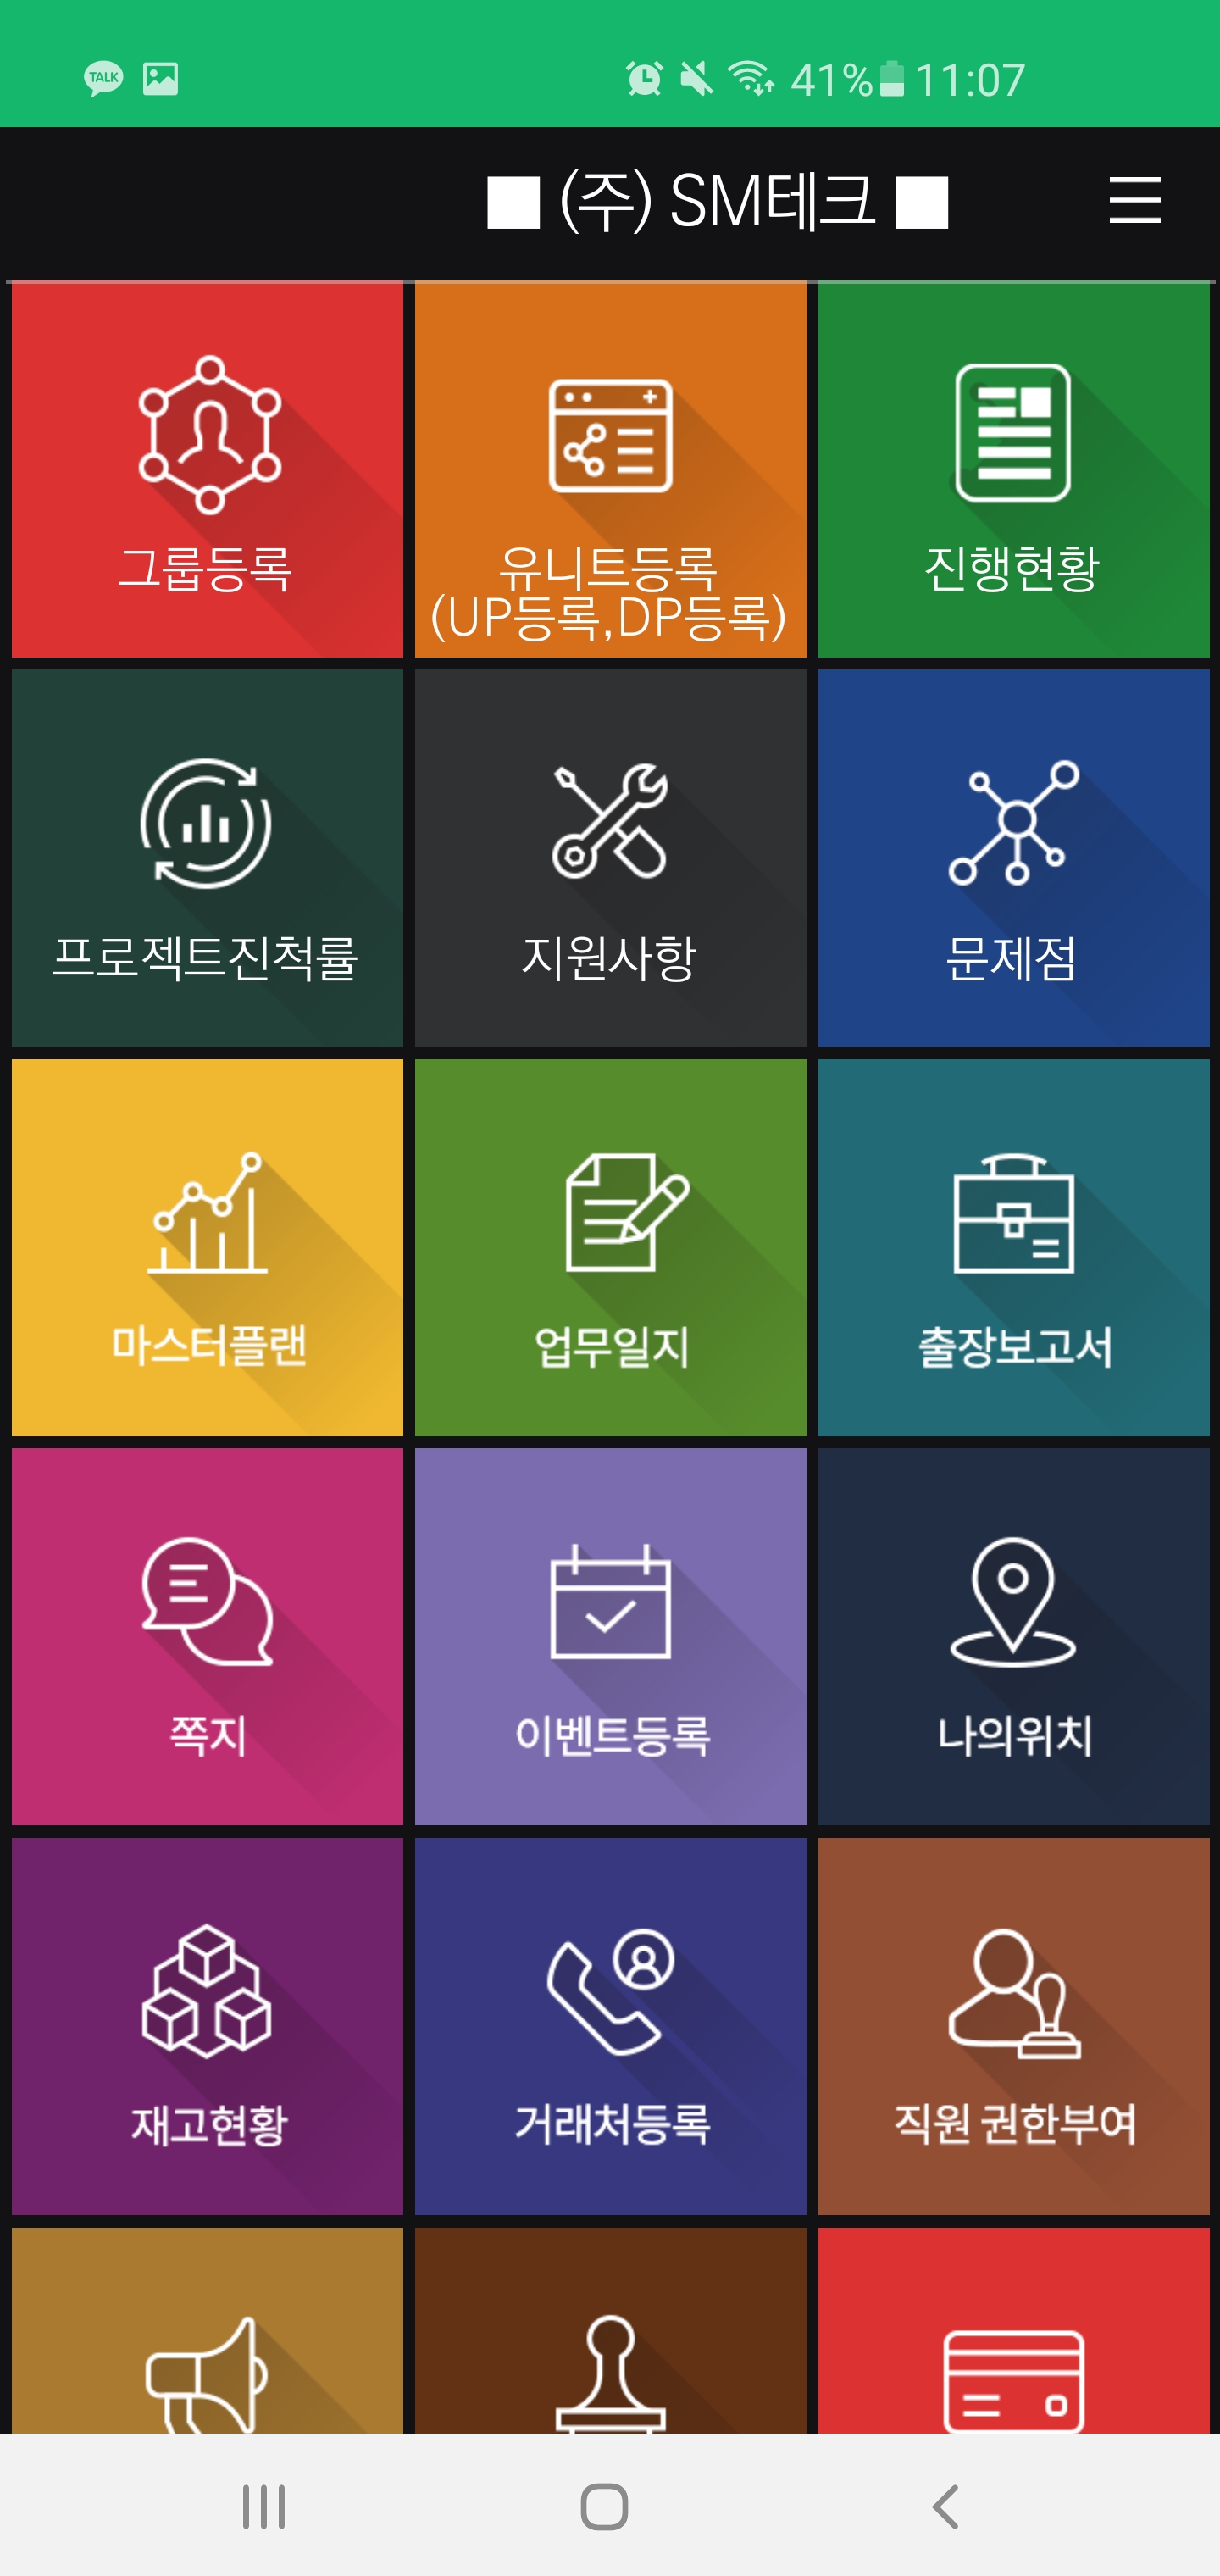 TALK 41% 11:07
■ (주) SM테크 ■
그룹등록
유니트등록
(UP등록,DP등록)
진행현황
프로젝트진척률
지원사항
문제점
마스터플랜
업무일지
출장보고서
쪽지
이벤트등록
나의위치
재고현황
거래처등록
직원 권한부여